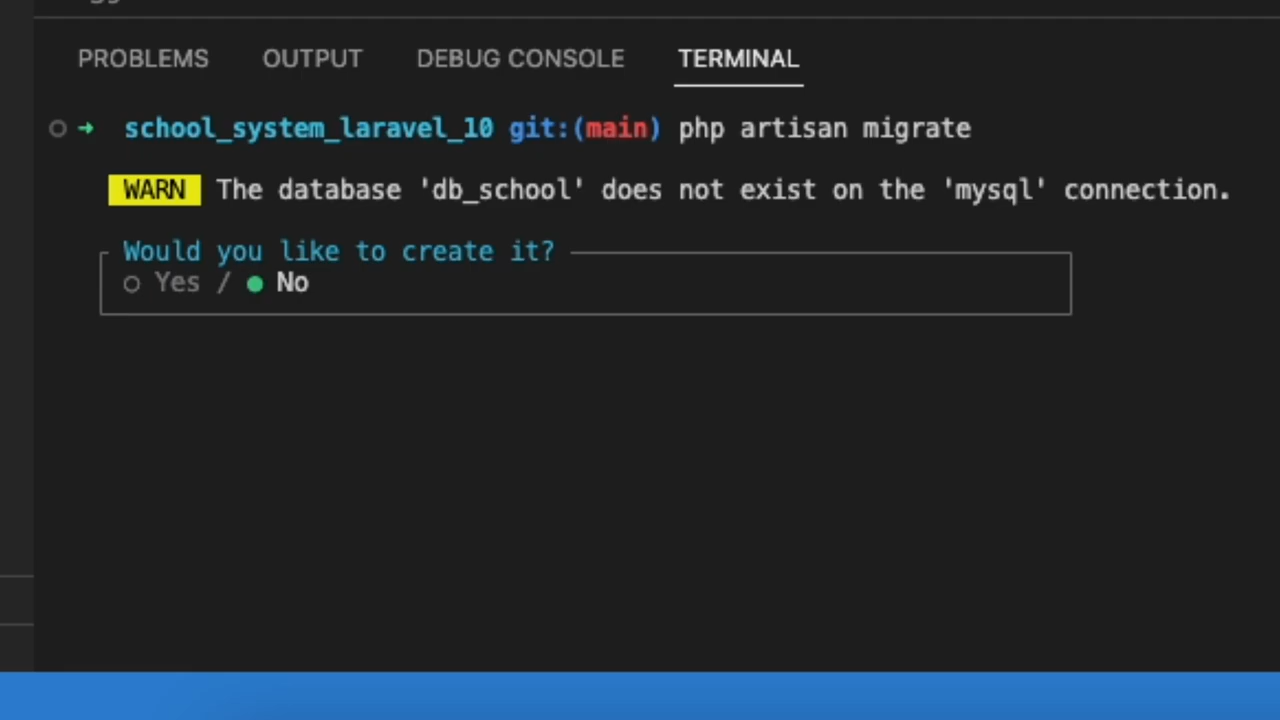 PROBLEMS OUTPUT DEBUG CONSOLE TERMINAL
➜ school_system_laravel_10 git:(main) php artisan migrate
WARN The database 'db_school' does not exist on the 'mysql' connection.
Would you like to create it?
○ Yes / ● No